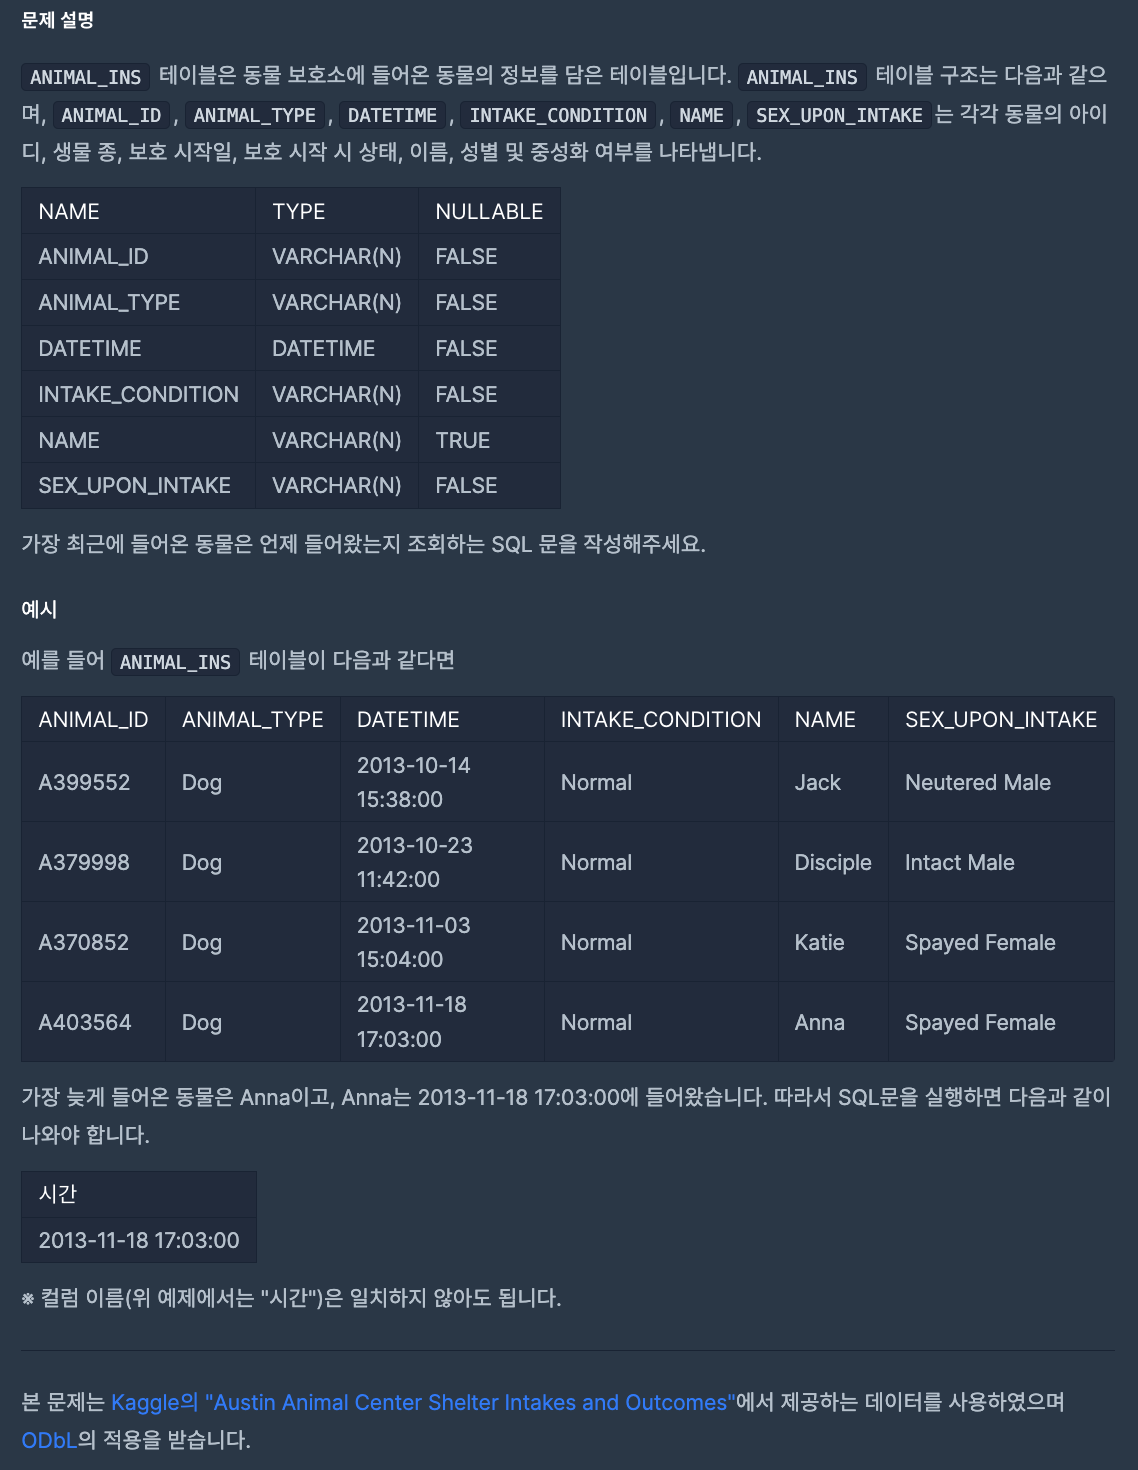 문제 설명
ANIMAL_INS 테이블은 동물 보호소에 들어온 동물의 정보를 담은 테이블입니다. ANIMAL_INS 테이블 구조는 다음과 같으
며, ANIMAL_ID, ANIMAL_TYPE, DATETIME, INTAKE_CONDITION, NAME, SEX_UPON_INTAKE는 각각 동물의 아이
디, 생물 종, 보호 시작일, 보호 시작 시 상태, 이름, 성별 및 중성화 여부를 나타냅니다.
NAME TYPE NULLABLE
ANIMAL_ID VARCHAR(N) FALSE
ANIMAL_TYPE VARCHAR(N) FALSE
DATETIME DATETIME FALSE
INTAKE_CONDITION VARCHAR(N) FALSE
NAME VARCHAR(N) TRUE
SEX_UPON_INTAKE VARCHAR(N) FALSE
가장 최근에 들어온 동물은 언제 들어왔는지 조회하는 SQL 문을 작성해주세요.
예시
예를 들어 ANIMAL_INS 테이블이 다음과 같다면
ANIMAL_ID ANIMAL_TYPE DATETIME INTAKE_CONDITION NAME SEX_UPON_INTAKE
A399552 Dog 2013-10-14 15:38:00 Normal Jack Neutered Male
A379998 Dog 2013-10-23 11:42:00 Normal Disciple Intact Male
A370852 Dog 2013-11-03 15:04:00 Normal Katie Spayed Female
A403564 Dog 2013-11-18 17:03:00 Normal Anna Spayed Female
가장 늦게 들어온 동물은 Anna이고, Anna는 2013-11-18 17:03:00에 들어왔습니다. 따라서 SQL문을 실행하면 다음과 같이
나와야 합니다.
시간
2013-11-18 17:03:00
※ 컬럼 이름(위 예제에서는 "시간")은 일치하지 않아도 됩니다.
본 문제는 Kaggle의 "Austin Animal Center Shelter Intakes and Outcomes"에서 제공하는 데이터를 사용하였으며
ODbL의 적용을 받습니다.